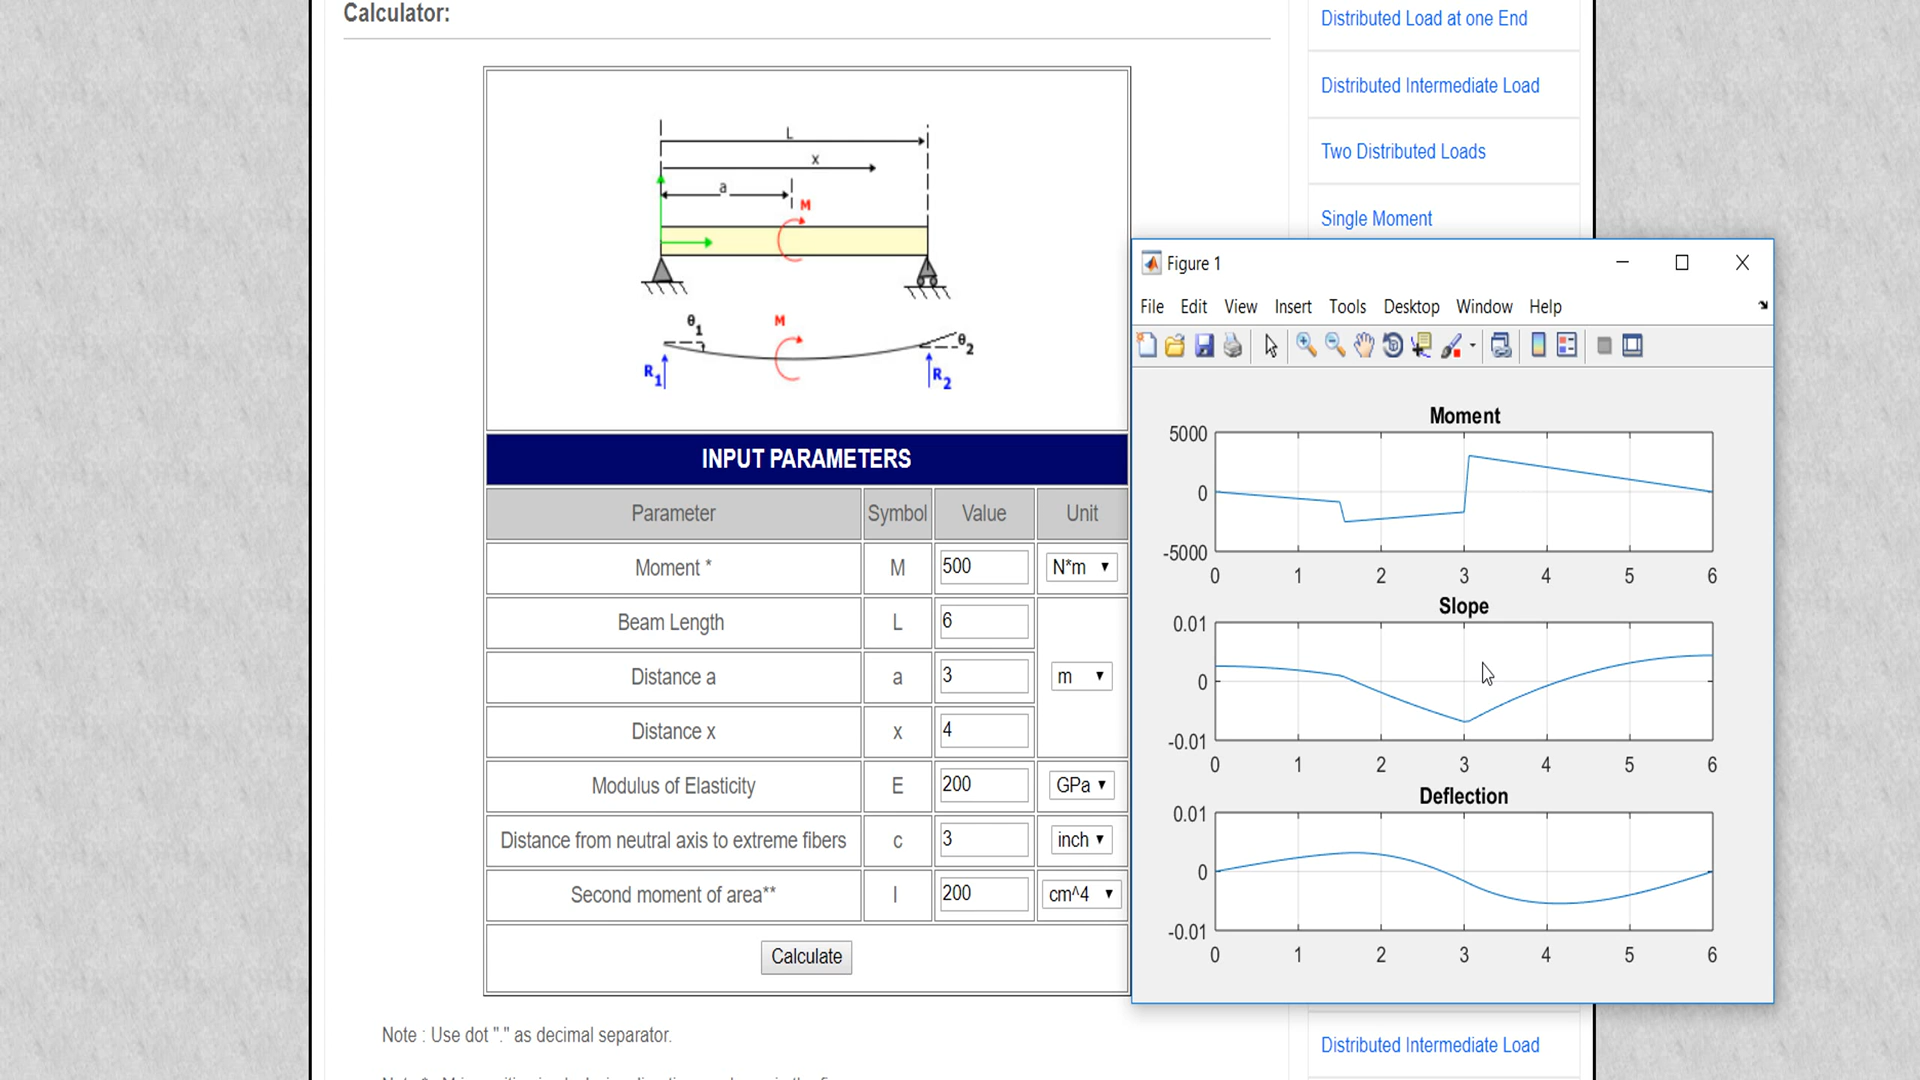 Calculator:
L
x
a
M
θ1
M
θ2
R1
R2
INPUT PARAMETERS
Parameter Symbol Value Unit
Moment * M 500 N*m
Beam Length L 6
Distance a a 3 m
Distance x x 4
Modulus of Elasticity E 200 GPa
Distance from neutral axis to extreme fibers c 3 inch
Second moment of area** I 200 cm^4
Calculate
Note : Use dot "." as decimal separator.
Distributed Load at one End
Distributed Intermediate Load
Two Distributed Loads
Single Moment
Figure 1
File Edit View Insert Tools Desktop Window Help
Moment
5000
0
-5000
0 1 2 3 4 5 6
Slope
0.01
0
-0.01
0 1 2 3 4 5 6
Deflection
0.01
0
-0.01
0 1 2 3 4 5 6
Distributed Intermediate Load